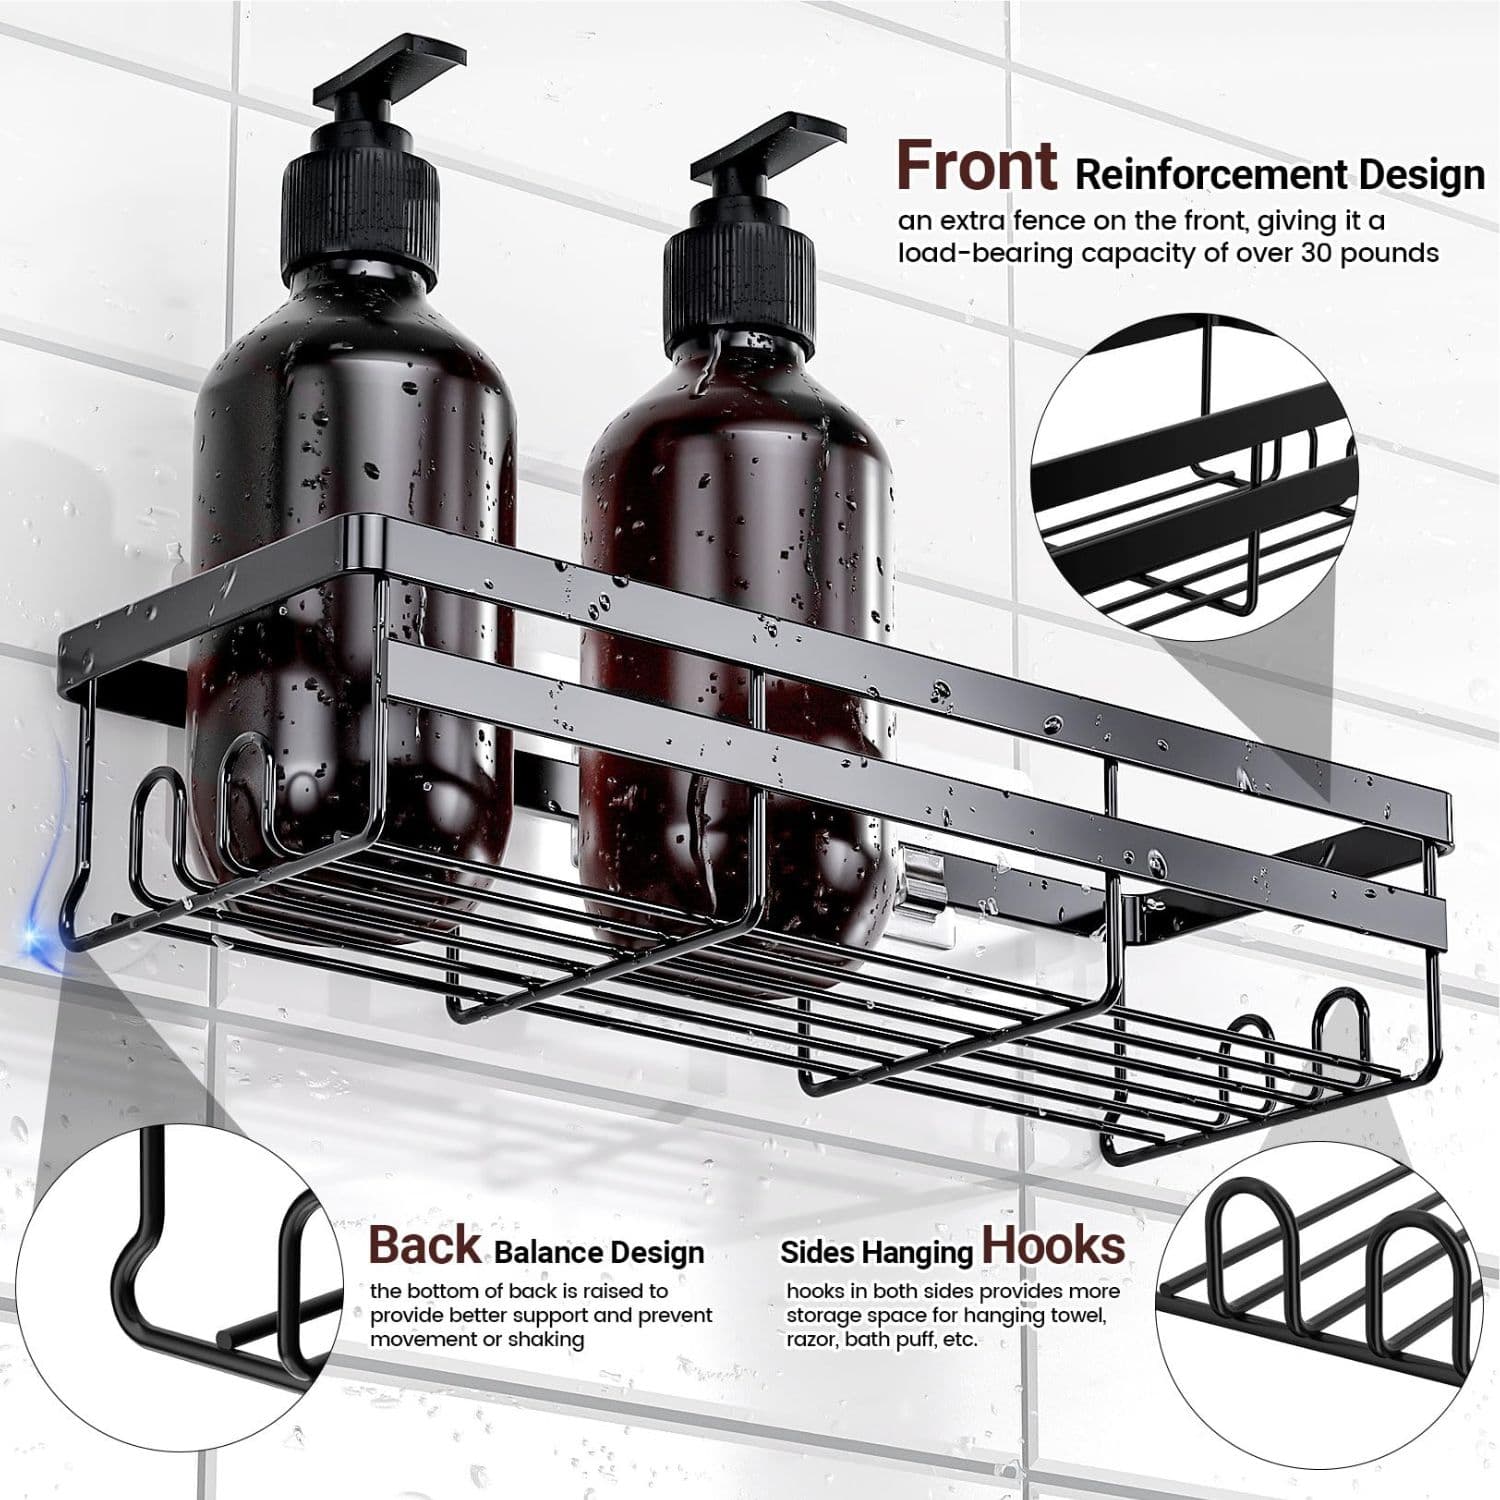 Front Reinforcement Design
an extra fence on the front, giving it a
load-bearing capacity of over 30 pounds
Back Balance Design
the bottom of back is raised to
provide better support and prevent
movement or shaking
Sides Hanging Hooks
hooks in both sides provides more
storage space for hanging towel,
razor, bath puff, etc.